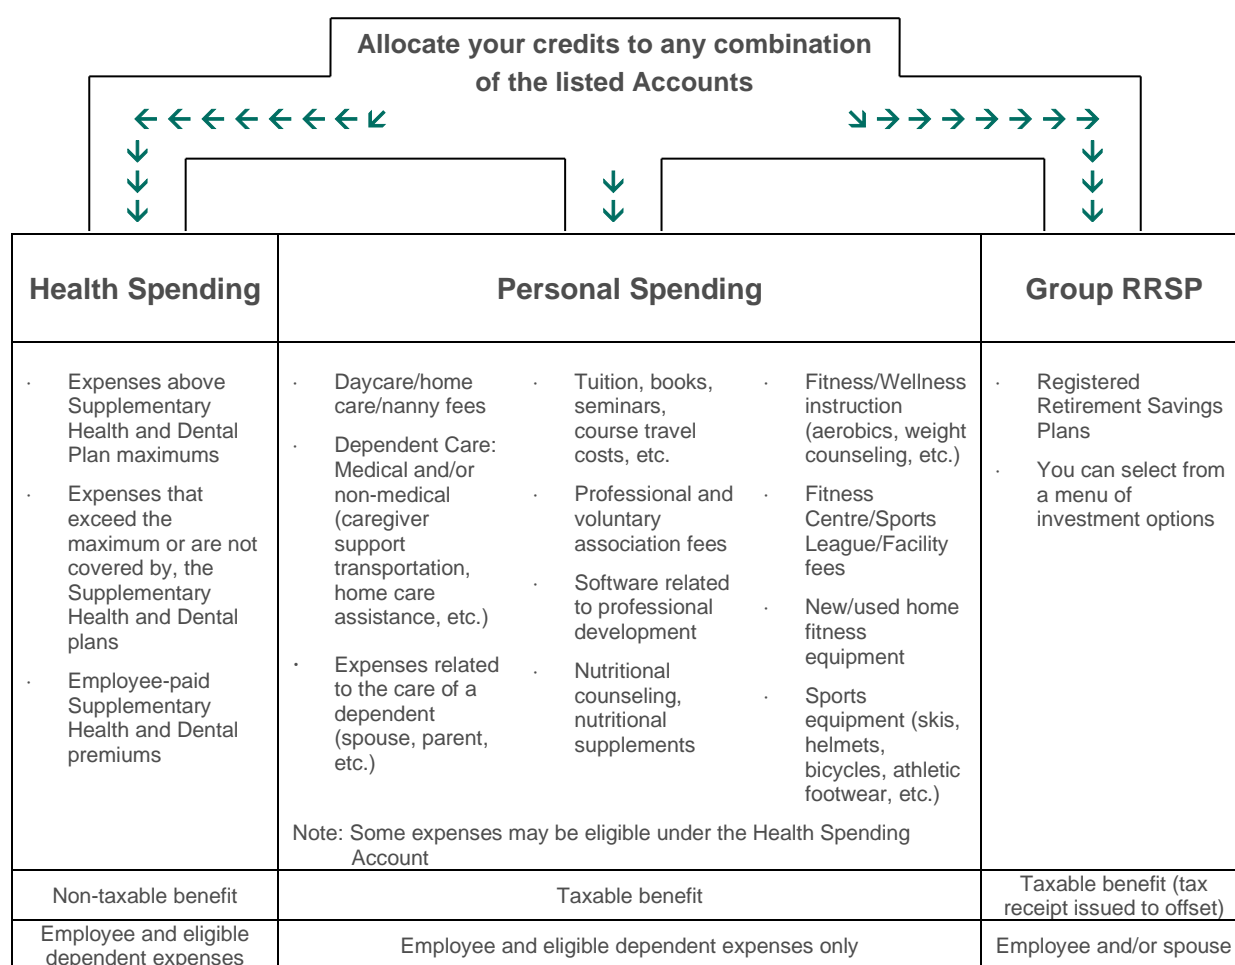 Allocate your credits to any combination
of the listed Accounts
Health Spending
Personal Spending
Group RRSP
· Expenses above
Supplementary
Health and Dental
Plan maximums
· Expenses that
exceed the
maximum or are not
covered by, the
Supplementary
Health and Dental
plans
· Employee-paid
Supplementary
Health and Dental
premiums
· Daycare/home
care/nanny fees
· Dependent Care:
Medical and/or
non-medical
(caregiver
support
transportation,
home care
assistance, etc.)
· Expenses related
to the care of a
dependent
(spouse, parent,
etc.)
· Tuition, books,
seminars,
course travel
costs, etc.
· Professional and
voluntary
association fees
· Software related
to professional
development
· Nutritional
counseling,
nutritional
supplements
· Fitness/Wellness
instruction
(aerobics, weight
counseling, etc.)
· Fitness
Centre/Sports
League/Facility
fees
· New/used home
fitness
equipment
· Sports
equipment (skis,
helmets,
bicycles, athletic
footwear, etc.)
Note: Some expenses may be eligible under the Health Spending
Account
· Registered
Retirement Savings
Plans
· You can select from
a menu of
investment options
Non-taxable benefit
Taxable benefit
Taxable benefit (tax
receipt issued to offset)
Employee and eligible
dependent expenses
Employee and eligible dependent expenses only
Employee and/or spouse